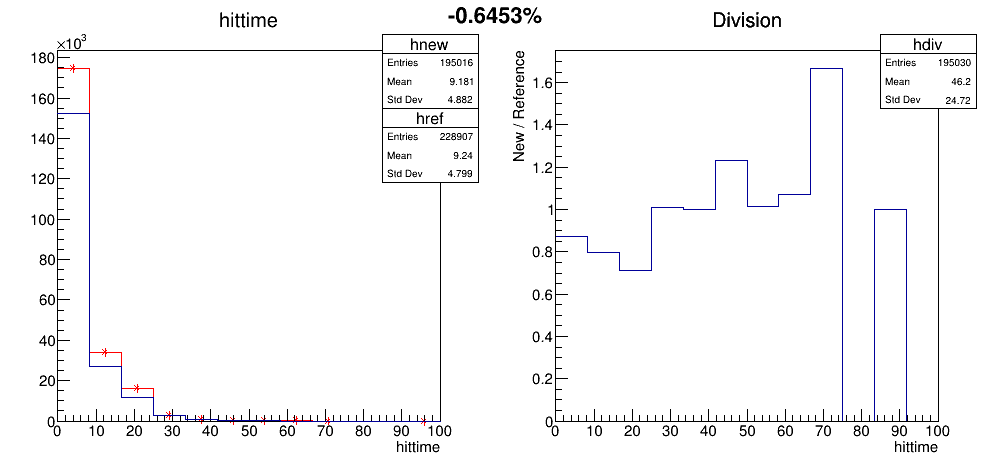 -0.6453%
hittime
×10³
hnew
Entries 195016
Mean 9.181
Std Dev 4.882
href
Entries 228907
Mean 9.24
Std Dev 4.799
180
160
140
120
100
80
60
40
20
0
0 10 20 30 40 50 60 70 80 90 100
hittime
Division
hdiv
Entries 195030
Mean 46.2
Std Dev 24.72
New / Reference
1.6
1.4
1.2
1
0.8
0.6
0.4
0.2
0
0 10 20 30 40 50 60 70 80 90 100
hittime